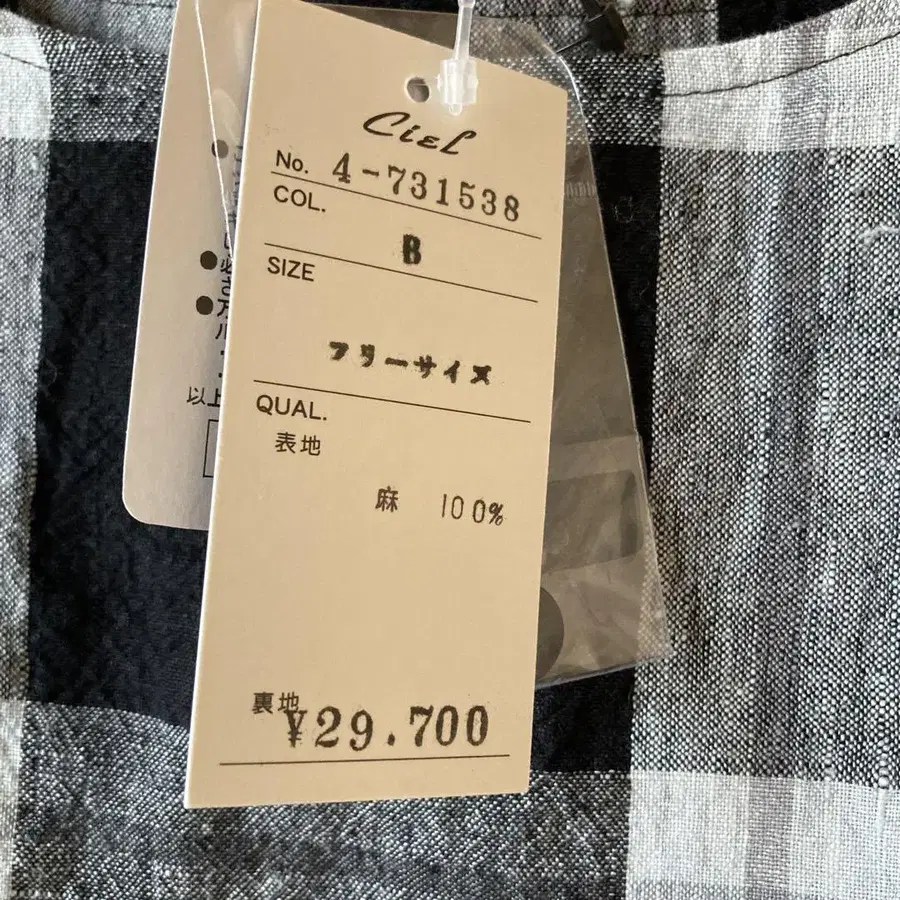 Ciel
No. 4-731538
COL.
B
SIZE
フリーサイズ
QUAL.
表地
麻 100%
裏地
¥29.700
以上